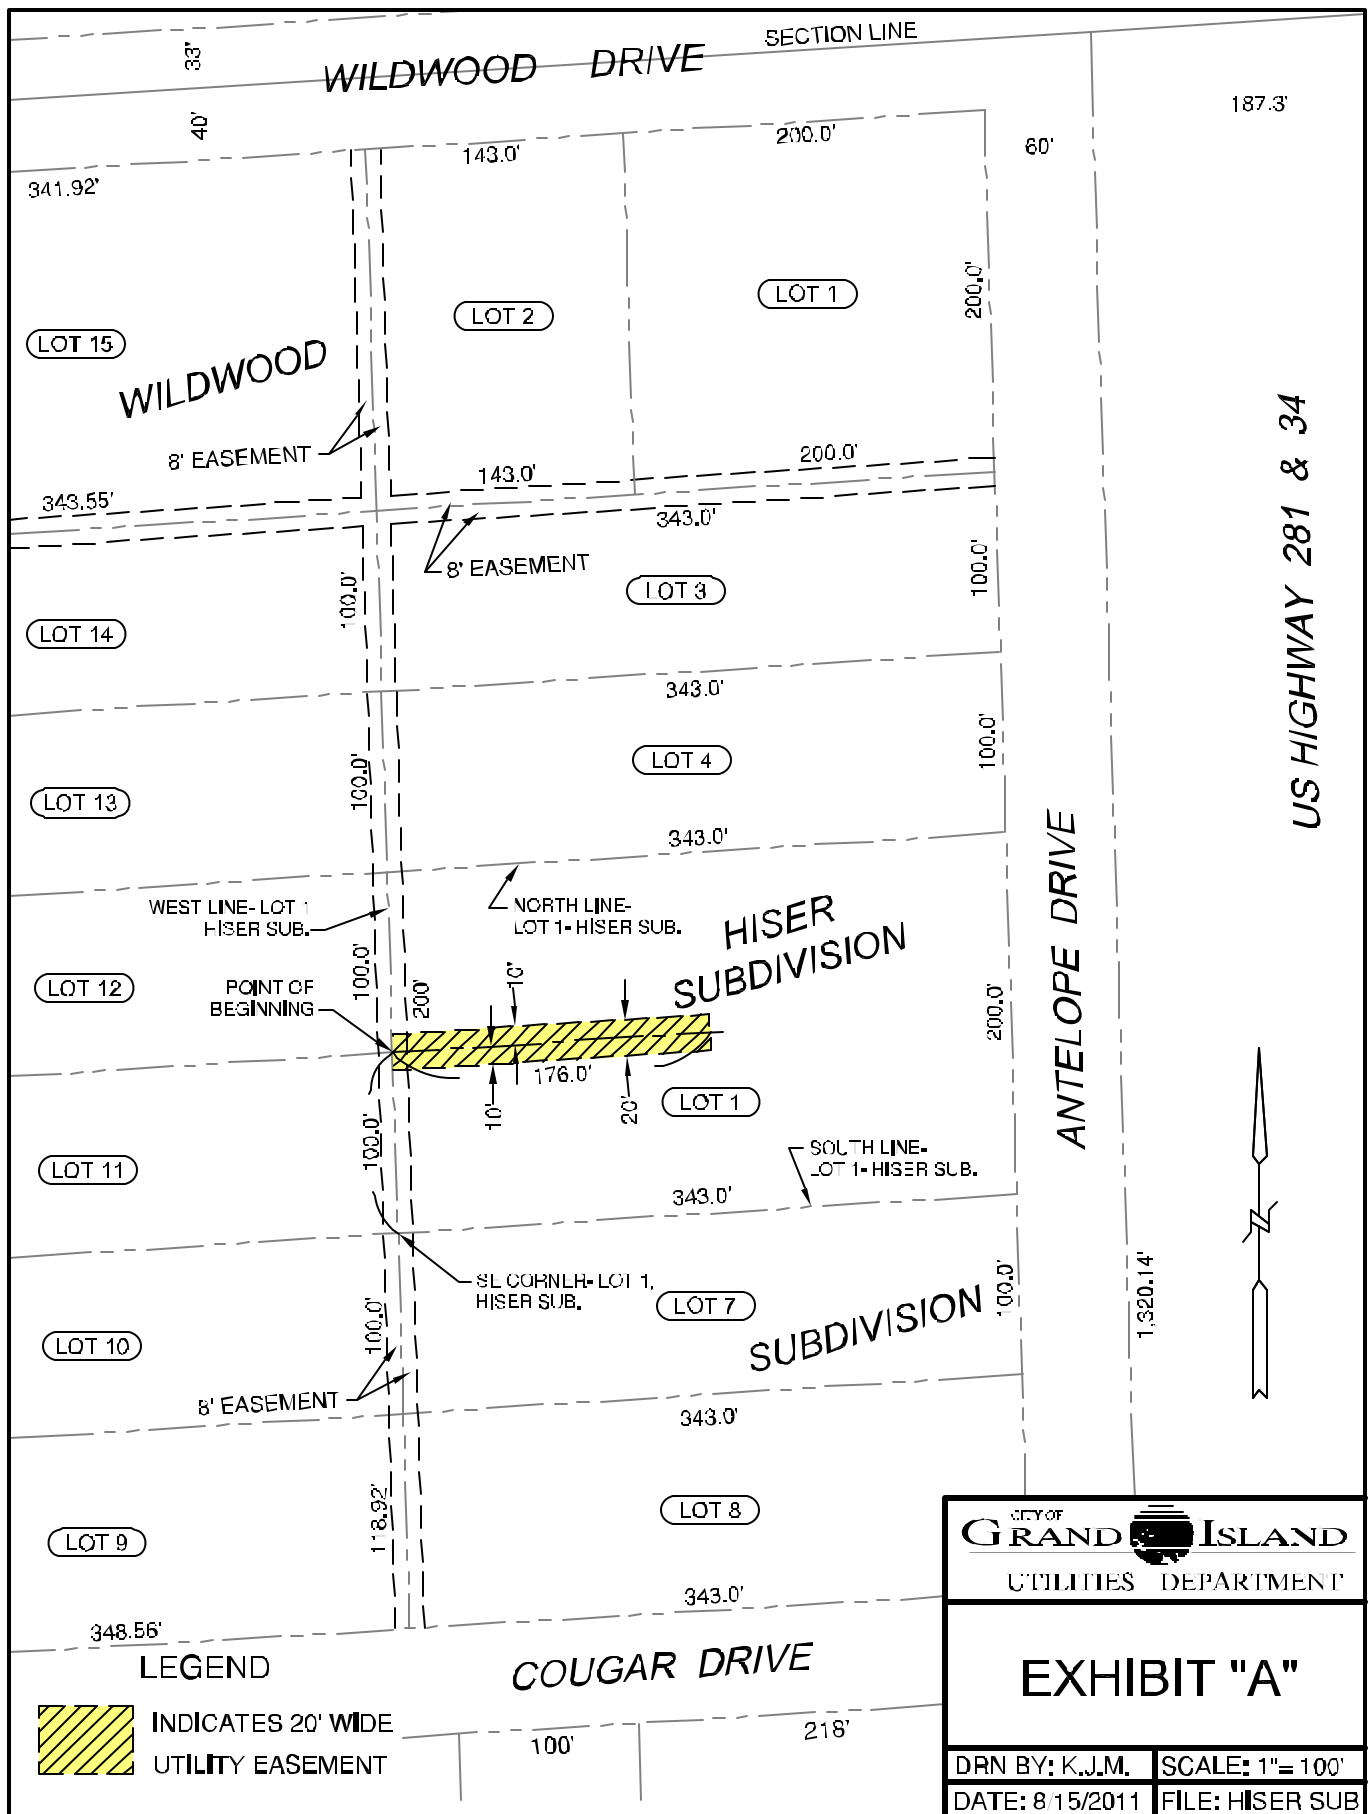 SECTION LINE
33'
WILDWOOD DRIVE
40'
187.3'
143.0'
200.0'
60'
341.92'
200.0'
LOT 1
LOT 2
LOT 15
WILDWOOD
8' EASEMENT
143.0'
200.0'
343.55'
343.0'
8' EASEMENT
US HIGHWAY 281 & 34
100.0'
100.0'
LOT 3
LOT 14
343.0'
100.0'
100.0'
LOT 4
LOT 13
343.0'
WEST LINE- LOT 1
HISER SUB.
NORTH LINE-
LOT 1- HISER SUB.
HISER
SUBDIVISION
ANTELOPE DRIVE
100.0'
200'
10'
LOT 12
POINT OF
BEGINNING
200.0'
176.0'
10'
20'
LOT 1
100.0'
LOT 11
SOUTH LINE-
LOT 1- HISER SUB.
343.0'
SE CORNER- LOT 1,
HISER SUB.
100.0'
1,320.14'
LOT 7
100.0'
LOT 10
SUBDIVISION
8' EASEMENT
343.0'
118.92'
LOT 8
LOT 9
343.0'
348.56'
COUGAR DRIVE
100'
218'
LEGEND
INDICATES 20' WIDE
UTILITY EASEMENT
CITY OF
GRAND ISLAND
UTILITIES DEPARTMENT
EXHIBIT "A"
DRN BY: K.J.M.
SCALE: 1"= 100'
DATE: 8/15/2011
FILE: HISER SUB